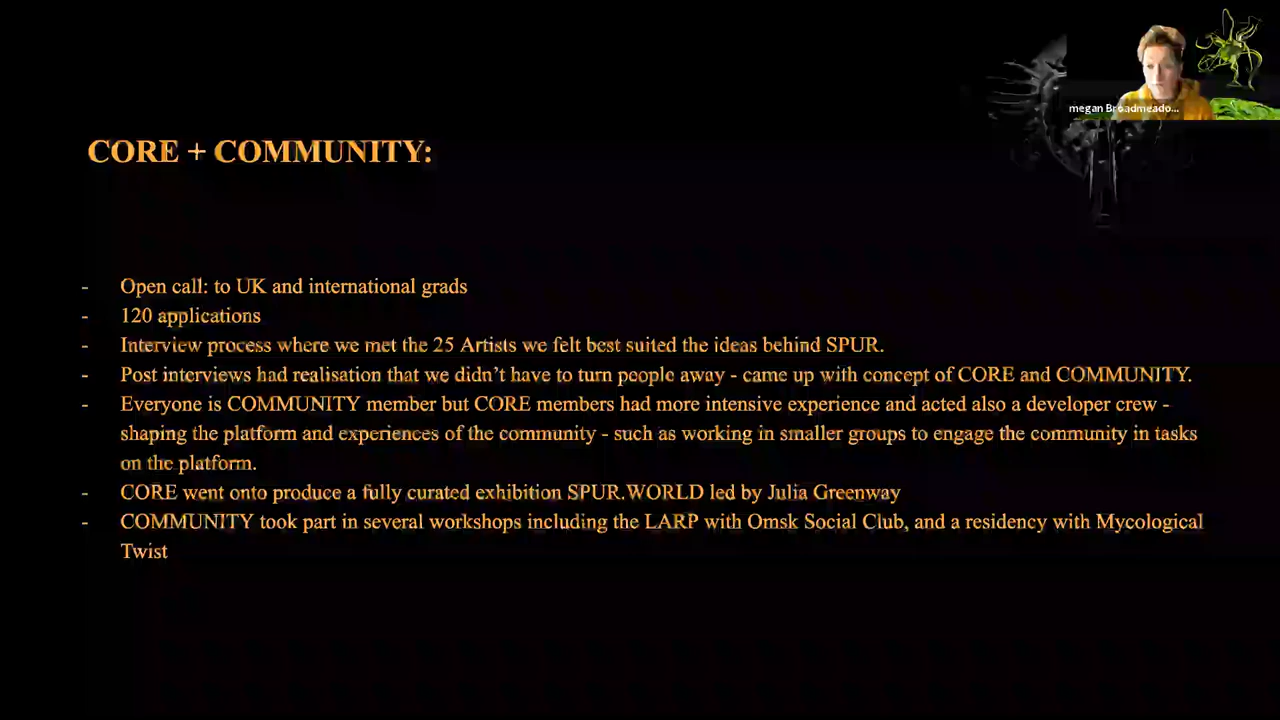 megan Broadmeado...
CORE + COMMUNITY:
- Open call: to UK and international grads
- 120 applications
- Interview process where we met the 25 Artists we felt best suited the ideas behind SPUR.
- Post interviews had realisation that we didn’t have to turn people away - came up with concept of CORE and COMMUNITY.
- Everyone is COMMUNITY member but CORE members had more intensive experience and acted also a developer crew -
shaping the platform and experiences of the community - such as working in smaller groups to engage the community in tasks
on the platform.
- CORE went onto produce a fully curated exhibition SPUR.WORLD led by Julia Greenway
- COMMUNITY took part in several workshops including the LARP with Omsk Social Club, and a residency with Mycological
Twist